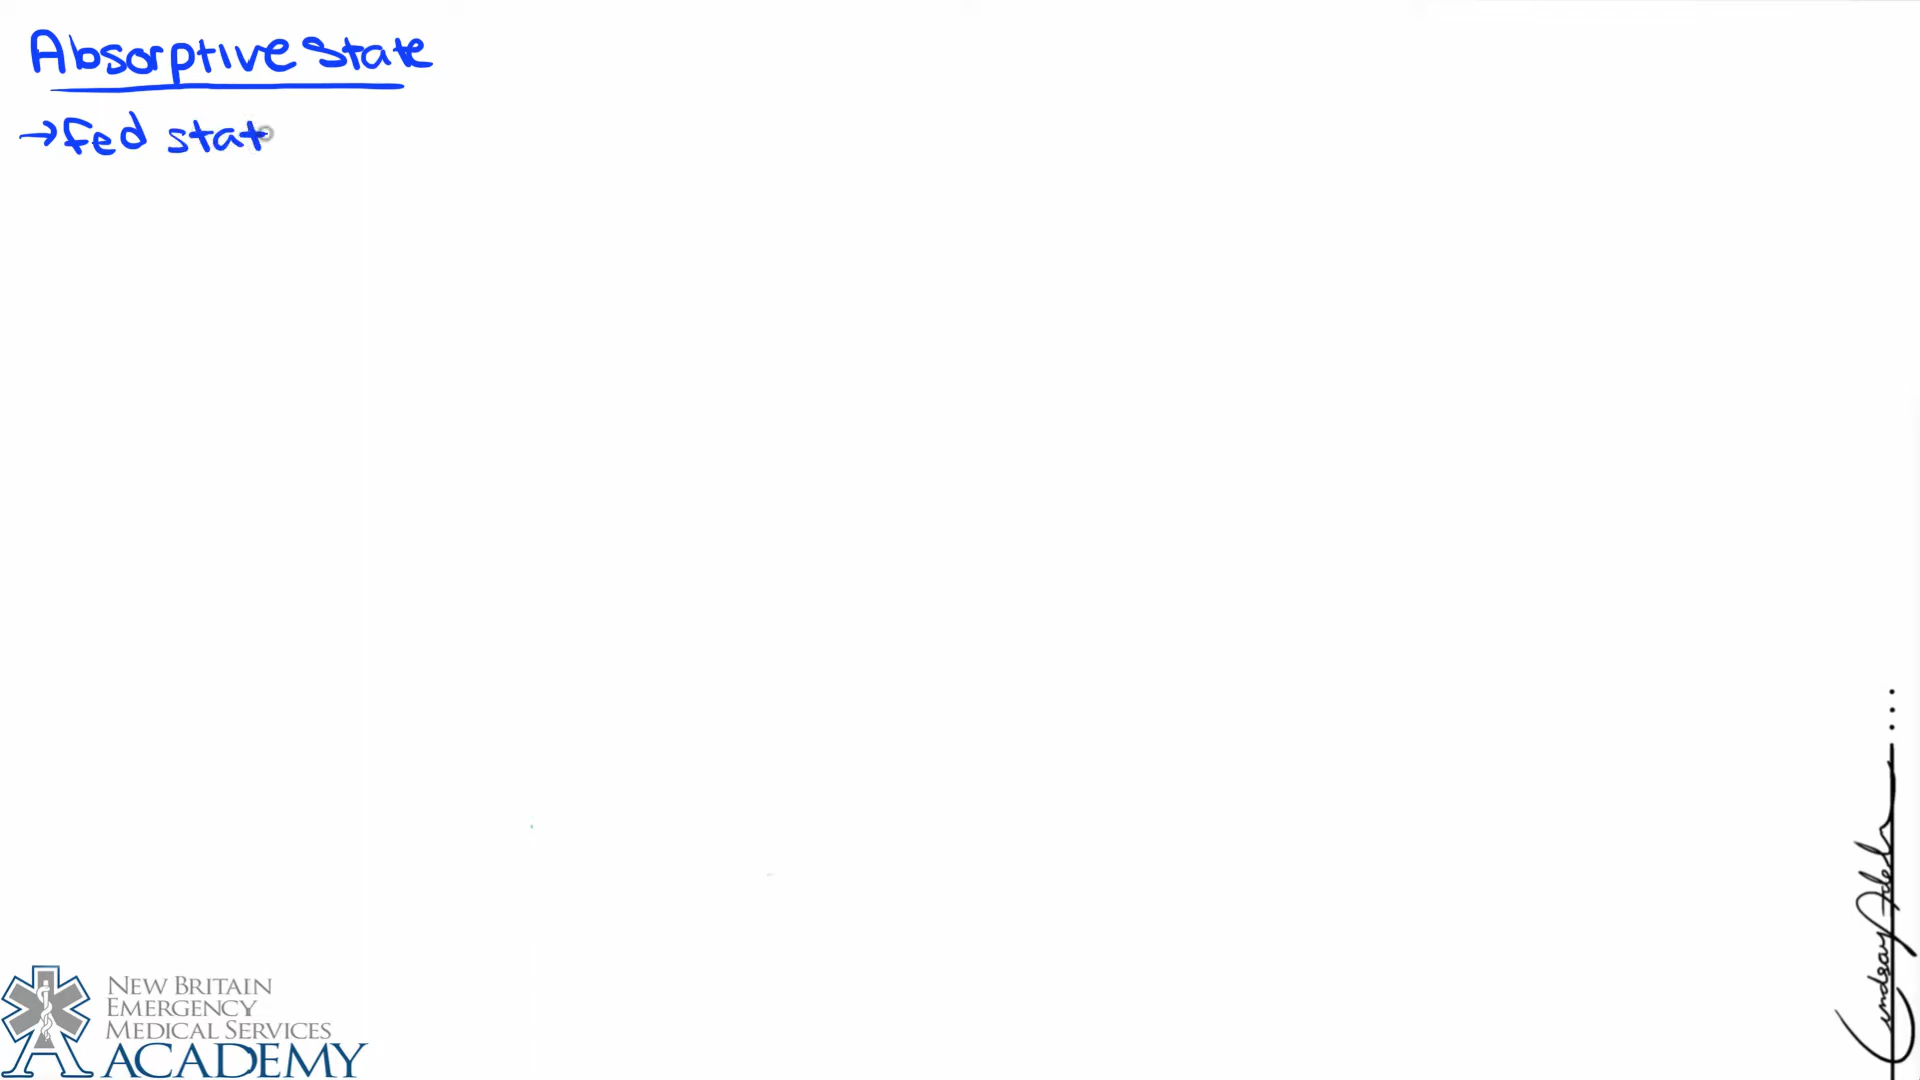 Absorptive State
→ Fed stat
NEW BRITAIN
EMERGENCY
MEDICAL SERVICES
ACADEMY